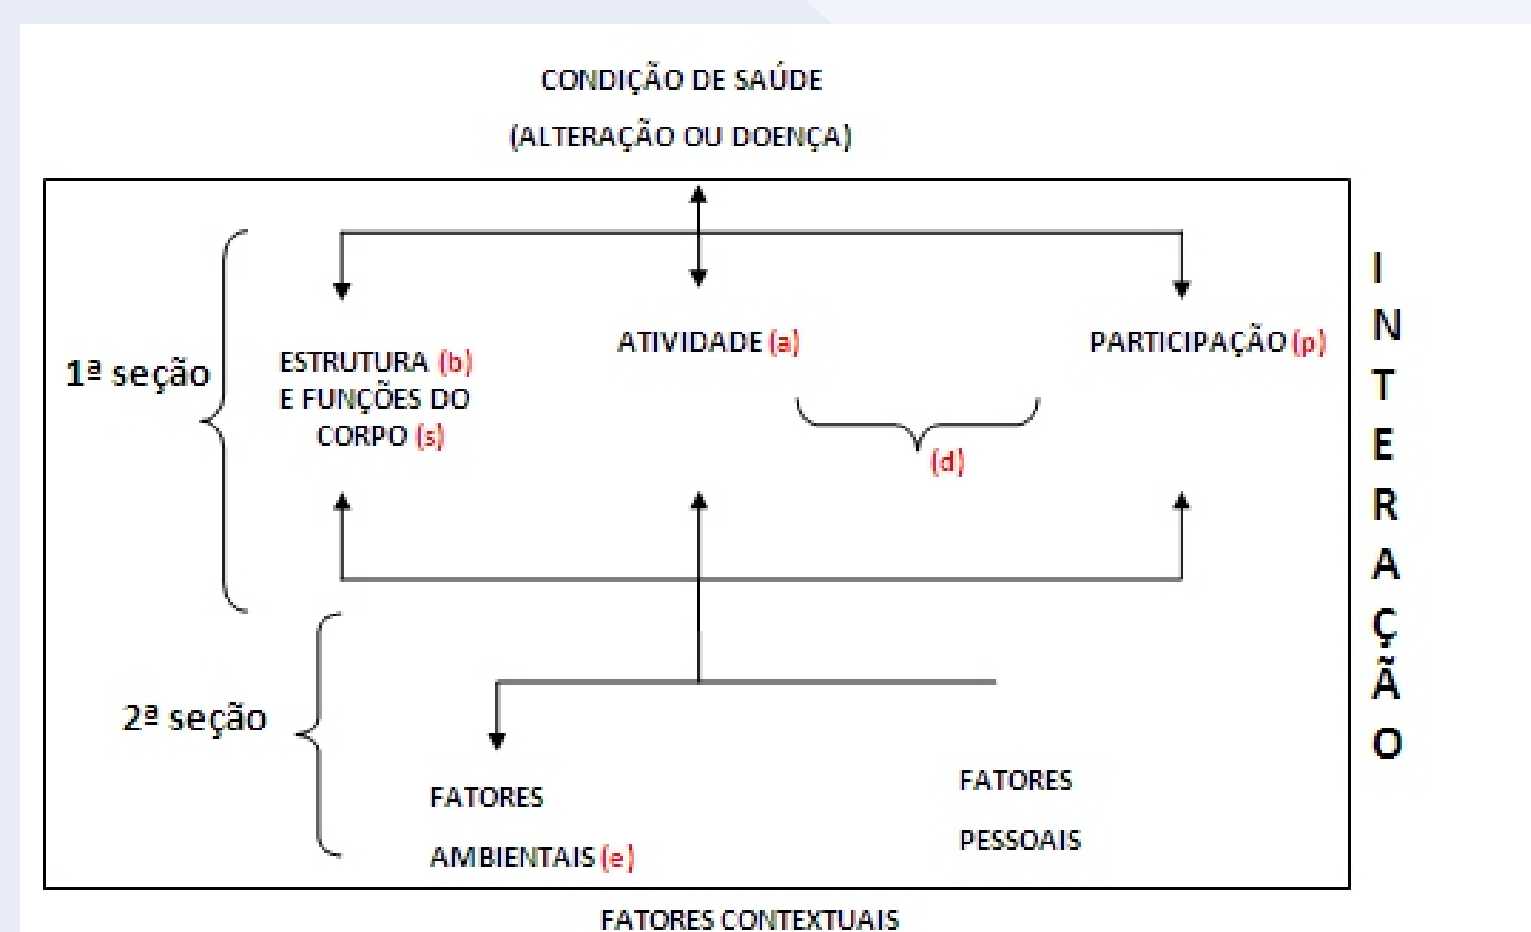 CONDIÇÃO DE SAÚDE
(ALTERAÇÃO OU DOENÇA)
1ª seção
ESTRUTURA (b)
E FUNÇÕES DO
CORPO (s)
ATIVIDADE (a)
PARTICIPAÇÃO (p)
(d)
2ª seção
FATORES
AMBIENTAIS (e)
FATORES
PESSOAIS
FATORES CONTEXTUAIS
I
N
T
E
R
A
Ç
Ã
O